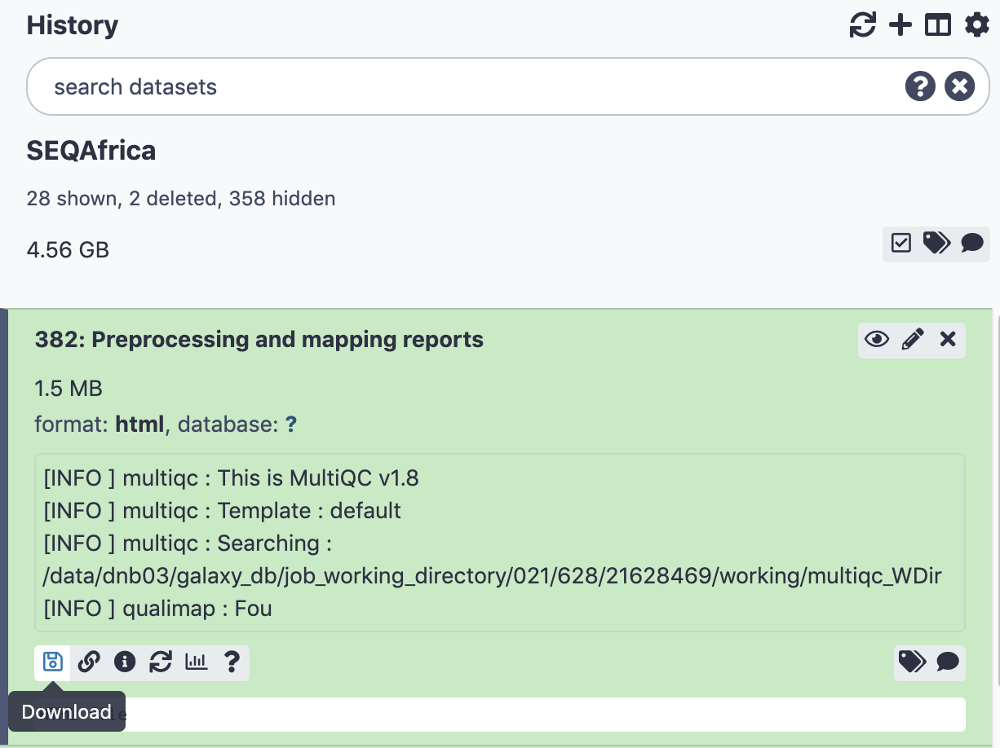 History
search datasets
SEQAfrica
28 shown, 2 deleted, 358 hidden
4.56 GB
382: Preprocessing and mapping reports
1.5 MB
format: html, database: ?
[INFO ] multiqc : This is MultiQC v1.8
[INFO ] multiqc : Template : default
[INFO ] multiqc : Searching :
/data/dnb03/galaxy_db/job_working_directory/021/628/21628469/working/multiqc_WDir
[INFO ] qualimap : Fou
Download